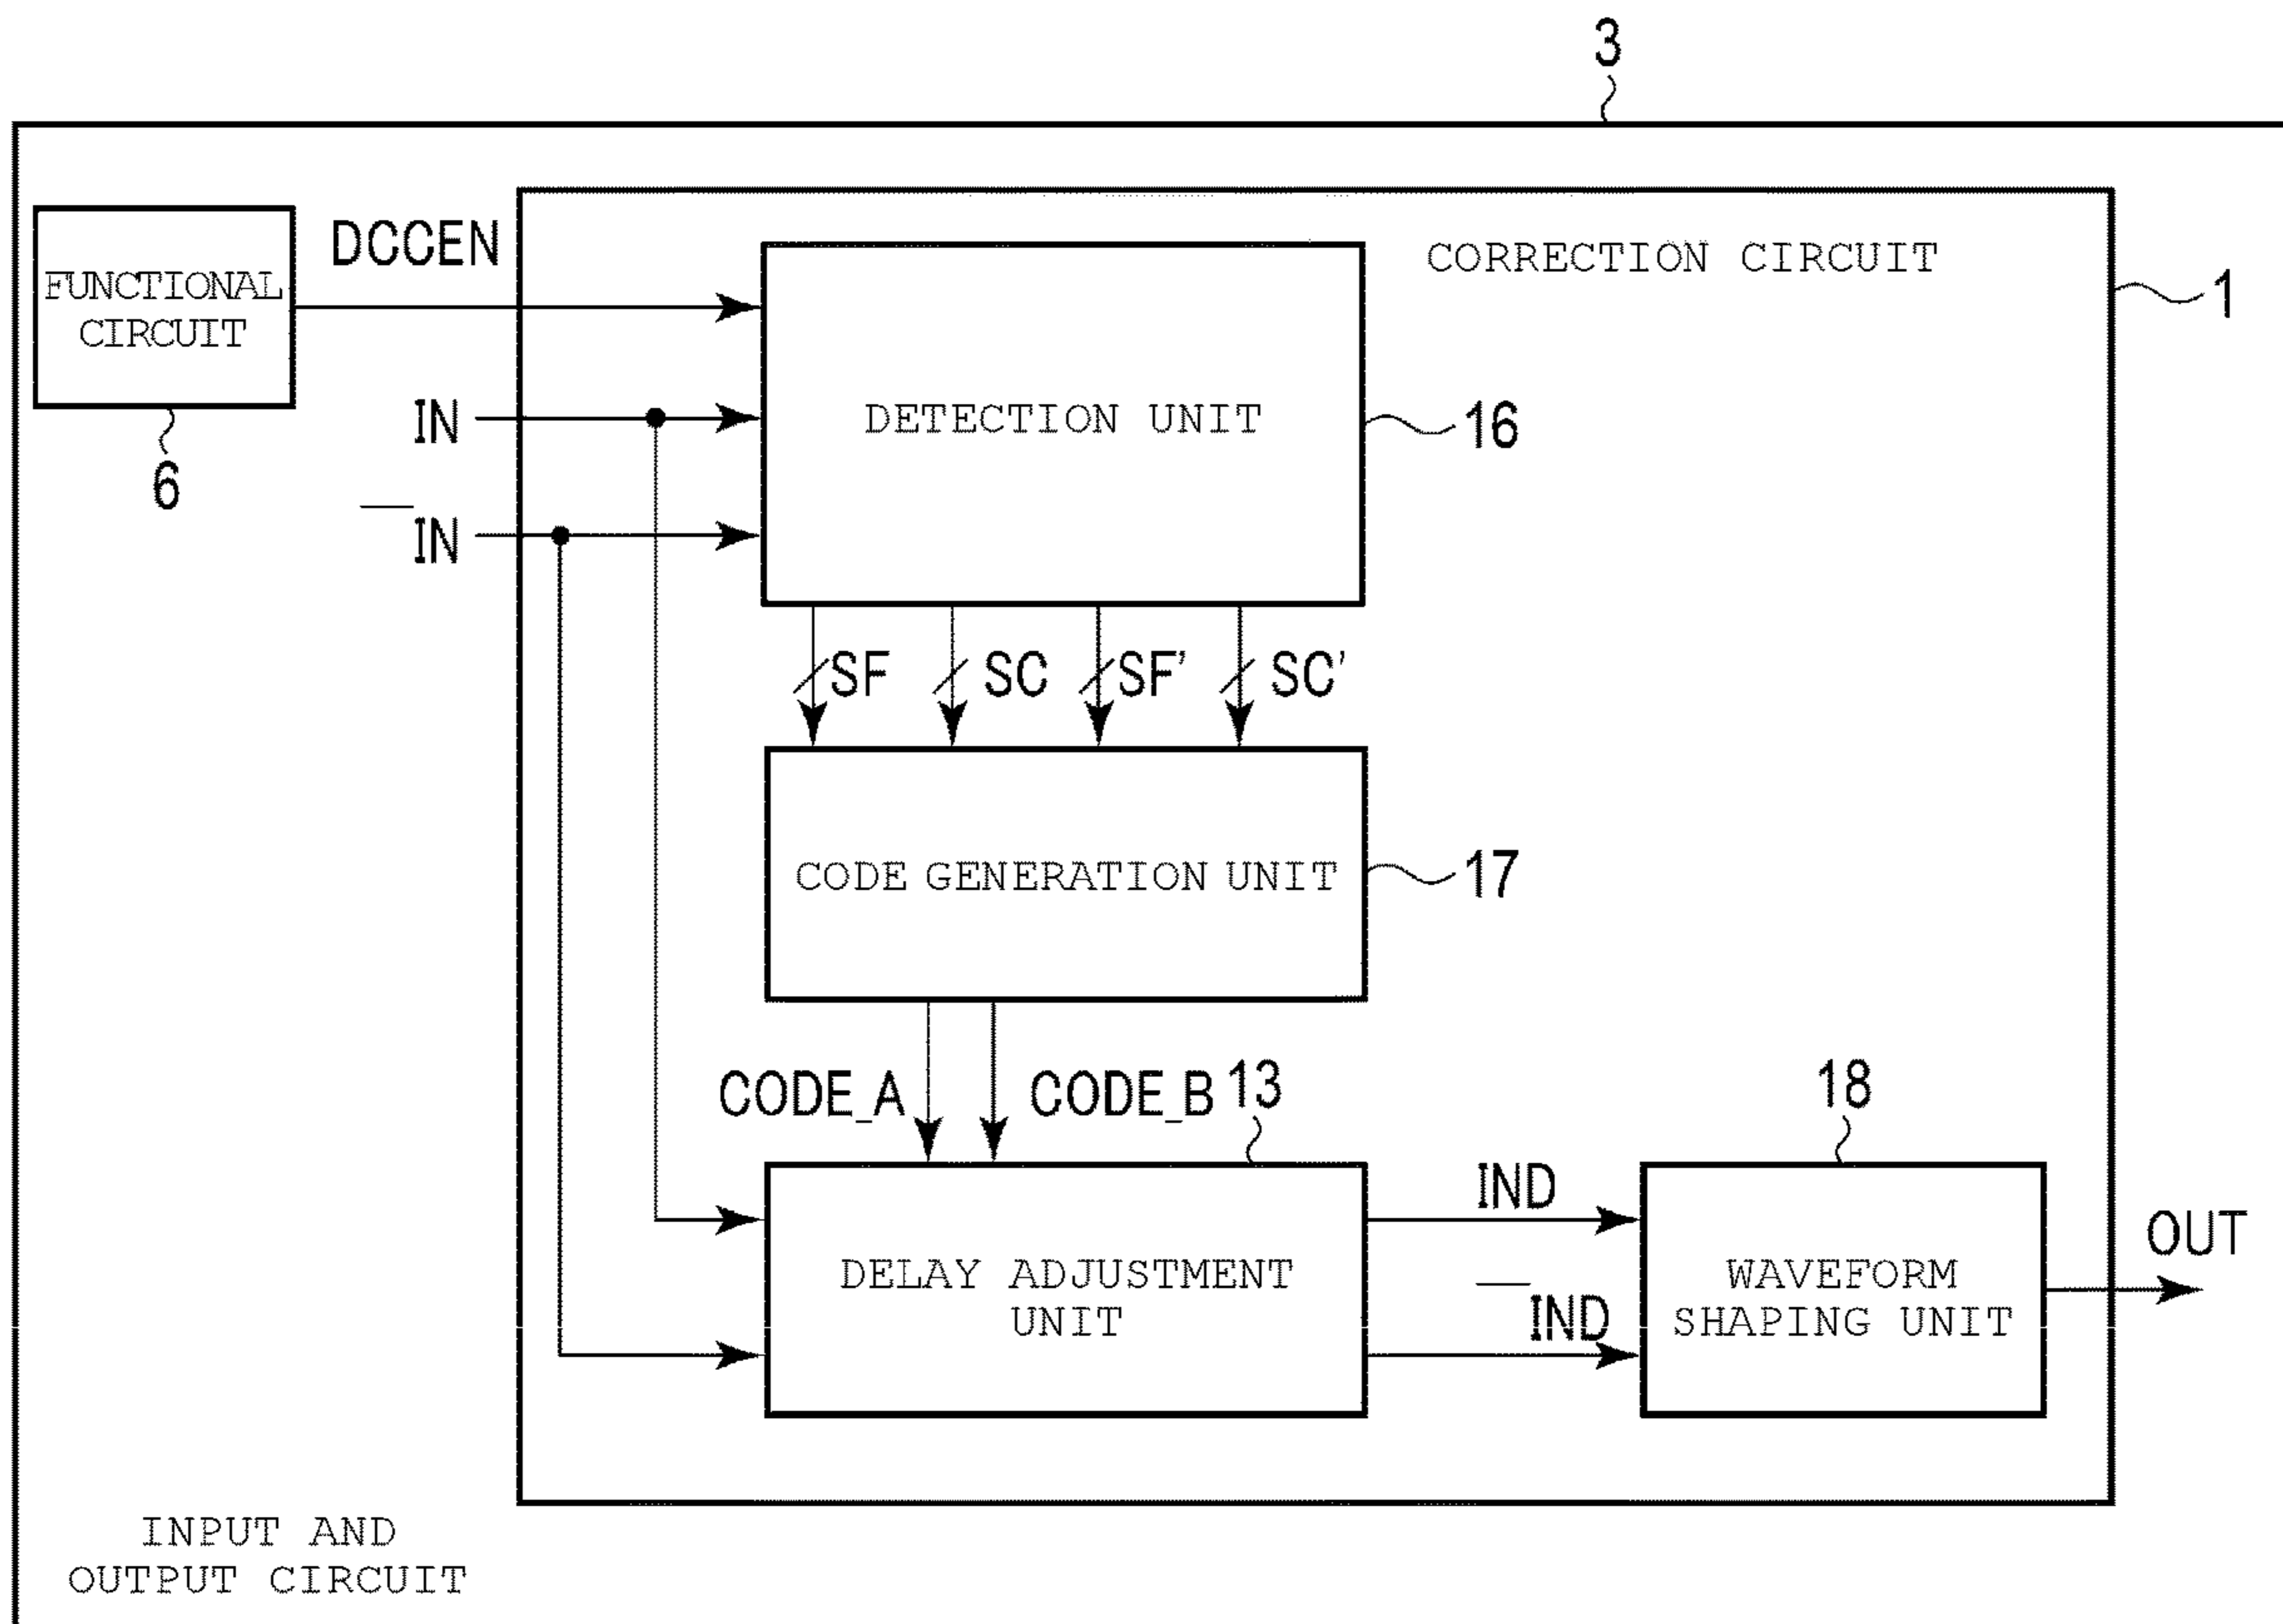 3
DCCEN
FUNCTIONAL
CIRCUIT
6
CORRECTION CIRCUIT
1
IN
IN
DETECTION UNIT
16
SF
SC
SF'
SC'
CODE GENERATION UNIT
17
CODE_A
CODE_B
13
18
DELAY ADJUSTMENT
UNIT
IND
IND
WAVEFORM
SHAPING UNIT
OUT
INPUT AND
OUTPUT CIRCUIT